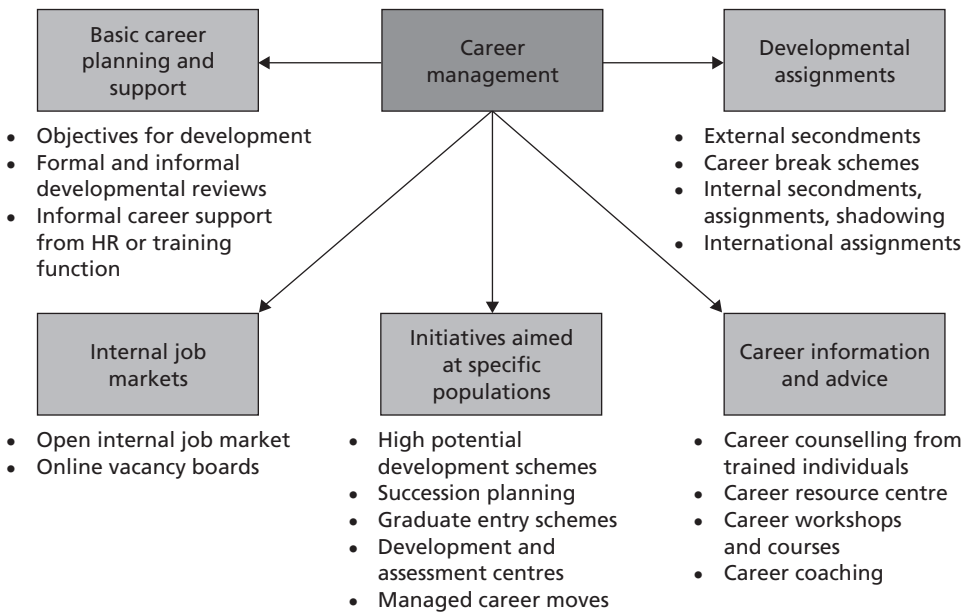 Basic career
planning and
support
Career
management
Developmental
assignments
• Objectives for development
• Formal and informal
developmental reviews
• Informal career support
from HR or training
function
• External secondments
• Career break schemes
• Internal secondments,
assignments, shadowing
• International assignments
Internal job
markets
Initiatives aimed
at specific
populations
Career information
and advice
• Open internal job market
• Online vacancy boards
• High potential
development schemes
• Succession planning
• Graduate entry schemes
• Development and
assessment centres
• Managed career moves
• Career counselling from
trained individuals
• Career resource centre
• Career workshops
and courses
• Career coaching